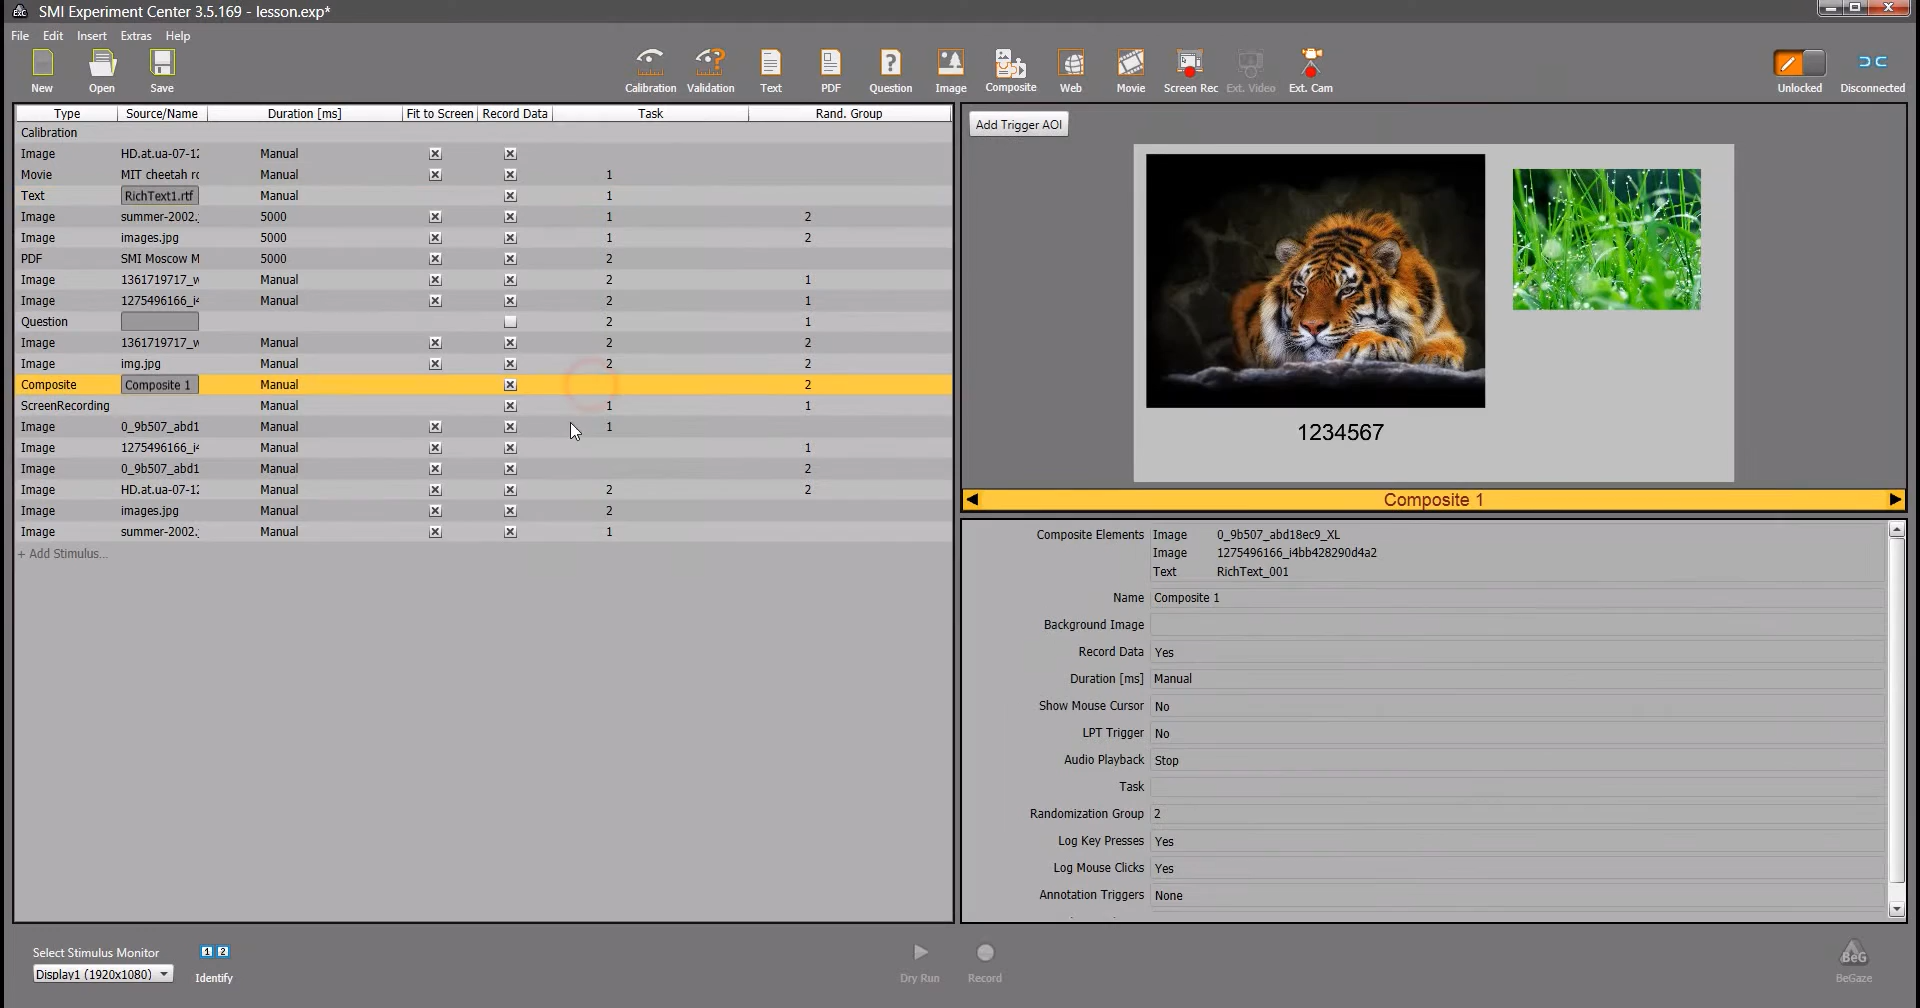 SMI Experiment Center 3.5.169 - lesson.exp*
File Edit Insert Extras Help
New Open Save Calibration Validation Text PDF Question Image Composite Web Movie Screen Rec Ext. Video Ext. Cam Unlocked Disconnected
Type Source/Name Duration [ms] Fit to Screen Record Data Task Rand. Group
Calibration
Image HD.at.ua-07-12 Manual
Movie MIT cheetah ro Manual 1
Text RichText1.rtf Manual 1
Image summer-2002. 5000 1 2
Image images.jpg 5000 1 2
PDF SMI Moscow M 5000 2
Image 1361719717_w Manual 2 1
Image 1275496166_i4 Manual 2 1
Question 2 1
Image 1361719717_w Manual 2 2
Image img.jpg Manual 2 2
Composite Composite 1 Manual 2
ScreenRecording Manual 1 1
Image 0_9b507_abd1 Manual 1
Image 1275496166_i4 Manual 1
Image 0_9b507_abd1 Manual 2
Image HD.at.ua-07-12 Manual 2 2
Image images.jpg Manual 2
Image summer-2002. Manual 1
+ Add Stimulus...
Add Trigger AOI
1234567
Composite 1
Composite Elements Image 0_9b507_abd18ec9_XL
Image 1275496166_i4bb428290d4a2
Text RichText_001
Name Composite 1
Background Image
Record Data Yes
Duration [ms] Manual
Show Mouse Cursor No
LPT Trigger No
Audio Playback Stop
Task
Randomization Group 2
Log Key Presses Yes
Log Mouse Clicks Yes
Annotation Triggers None
Select Stimulus Monitor
Display1 (1920x1080)
1 2
Identify
Dry Run Record
BeG
BeGaze